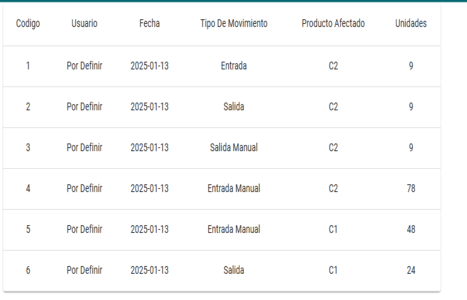 Codigo Usuario Fecha Tipo De Movimiento Producto Afectado Unidades
1 Por Definir 2025-01-13 Entrada C2 9
2 Por Definir 2025-01-13 Salida C2 9
3 Por Definir 2025-01-13 Salida Manual C2 9
4 Por Definir 2025-01-13 Entrada Manual C2 78
5 Por Definir 2025-01-13 Entrada Manual C1 48
6 Por Definir 2025-01-13 Salida C1 24